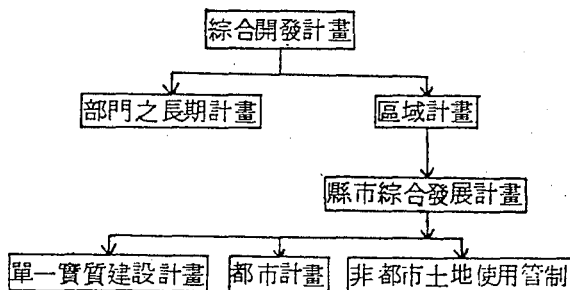 綜合開發計畫
部門之長期計畫
區域計畫
縣市綜合發展計畫
單一實質建設計畫
都市計畫
非都市土地使用管制